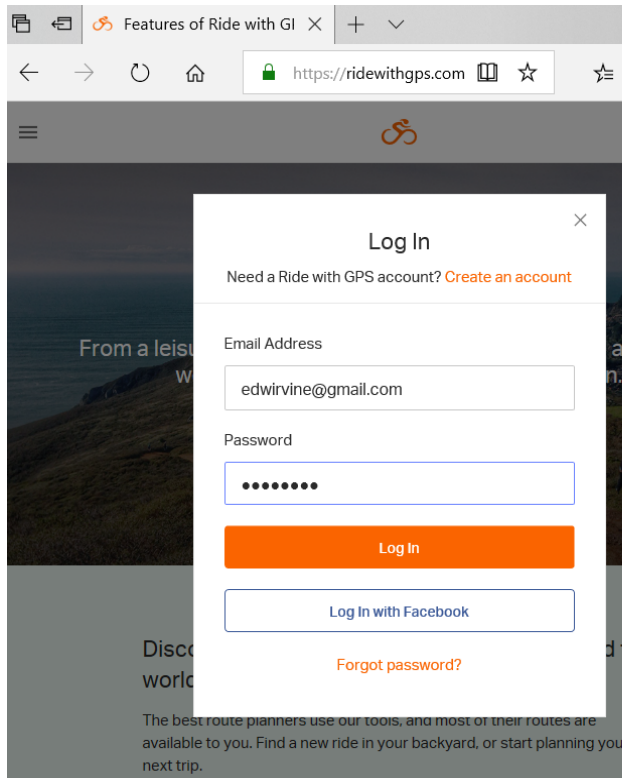 Features of Ride with GI
https://ridewithgps.com
Log In
Need a Ride with GPS account? Create an account
From a leisu
w
a
n.
Email Address
edwirvine@gmail.com
Password
Log In
Log In with Facebook
Forgot password?
Disco
d t
world
The best route planners use our tools, and most of their routes are
available to you. Find a new ride in your backyard, or start planning you
next trip.